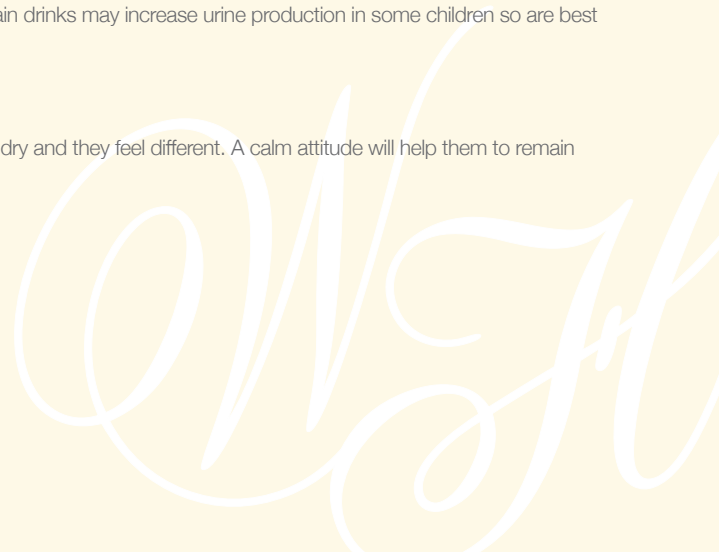 ain drinks may increase urine production in some children so are best
dry and they feel different. A calm attitude will help them to remain
WH